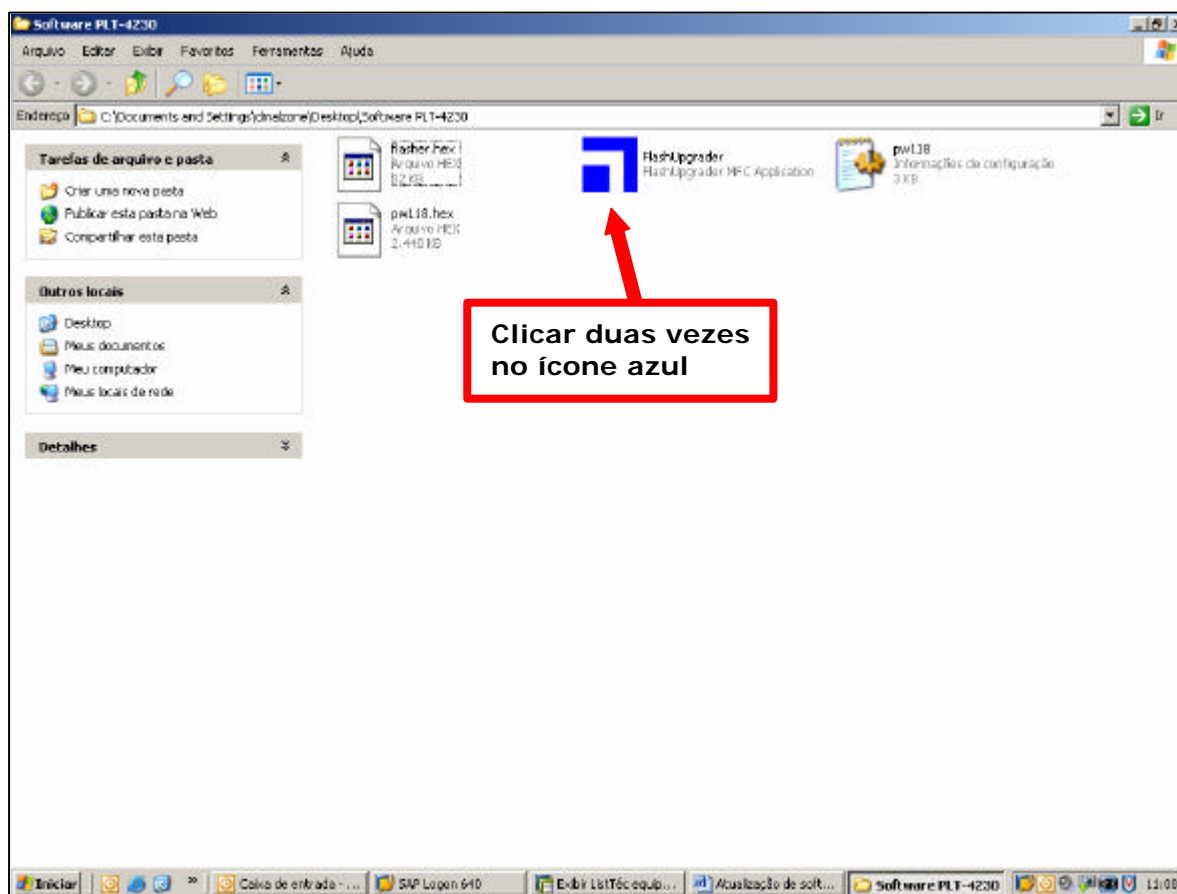 Software PLT-4230
Arquivo Editar Exibir Favoritos Ferramentas Ajuda
Endereço C:\Documents and Settings\dmelzone\Desktop\Software PLT-4230 Ir
Tarefas de arquivo e pasta
Criar uma nova pasta
Publicar esta pasta na Web
Compartilhar esta pasta
Outros locais
Desktop
Meus documentos
Meu computador
Meus locais de rede
Detalhes
flasher.hex
Arquivo HEX
82 KB
FlashUpgrader
FlashUpgrader MFC Application
pw118
Informações de configuração
3 KB
pw118.hex
Arquivo HEX
2.440 KB
Clicar duas vezes
no ícone azul
Iniciar » Caixa de entrada - ... SAP Logon 640 Exibir ListTéc equip... Atualização de soft... Software PLT-4230 11:08